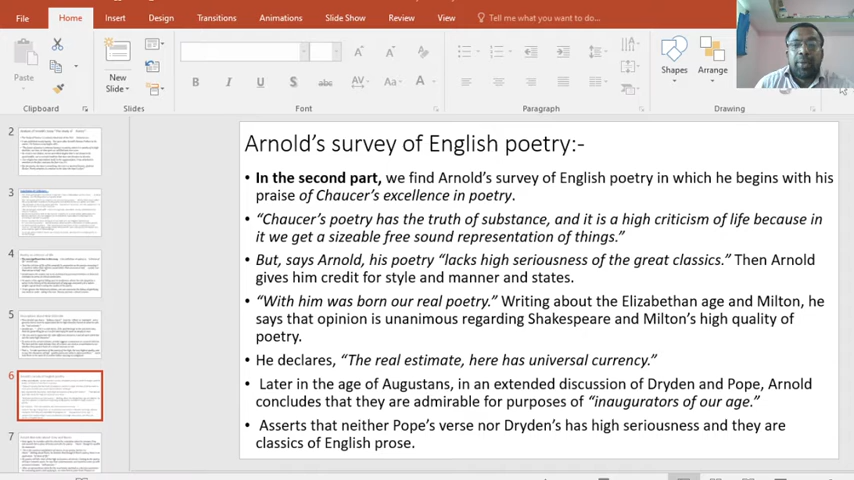 Home Insert Design Transitions Animations Slide Show Review View Tell me what you want to do...
Paste
New
Slide
Shapes Arrange
Clipboard Slides Font Paragraph Drawing
2
3
4
5
6
7
Arnold's survey of English poetry:-
• In the second part, we find Arnold's survey of English poetry in which he begins with his
praise of Chaucer's excellence in poetry.
• "Chaucer's poetry has the truth of substance, and it is a high criticism of life because in
it we get a sizeable free sound representation of things."
• But, says Arnold, his poetry "lacks high seriousness of the great classics." Then Arnold
gives him credit for style and maner and states.
• "With him was born our real poetry." Writing about the Elizabethan age and Milton, he
says that opinion is unanimous regarding Shakespeare and Milton's high quality of
poetry.
• He declares, "The real estimate, here has universal currency."
• Later in the age of Augustans, in an extended discussion of Dryden and Pope, Arnold
concludes that they are admirable for purposes of "inaugurators of our age."
• Asserts that neither Pope's verse nor Dryden's has high seriousness and they are
classics of English prose.